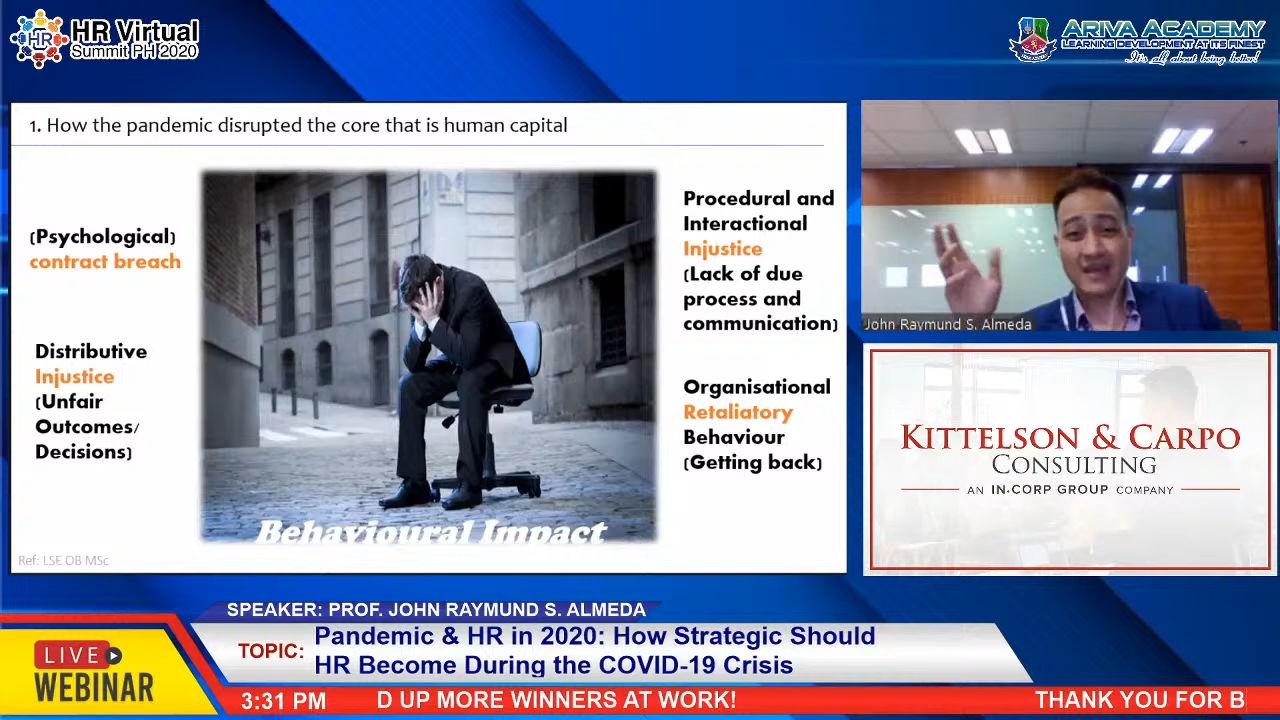 HR
HR Virtual
Summit PH 2020
ARIVA ACADEMY
LEARNING DEVELOPMENT AT ITS FINEST
It's all about being better!
1. How the pandemic disrupted the core that is human capital
(Psychological)
contract breach
Distributive
Injustice
(Unfair
Outcomes/
Decisions)
Behavioural Impact
Procedural and
Interactional
Injustice
(Lack of due
process and
communication)
Organisational
Retaliatory
Behaviour
(Getting back)
Ref: LSE OB MSc
John Raymund S. Almeda
KITTELSON & CARPO
CONSULTING
AN IN.CORP GROUP COMPANY
SPEAKER: PROF. JOHN RAYMUND S. ALMEDA
TOPIC: Pandemic & HR in 2020: How Strategic Should
HR Become During the COVID-19 Crisis
LIVE
WEBINAR
3:31 PM D UP MORE WINNERS AT WORK! THANK YOU FOR B